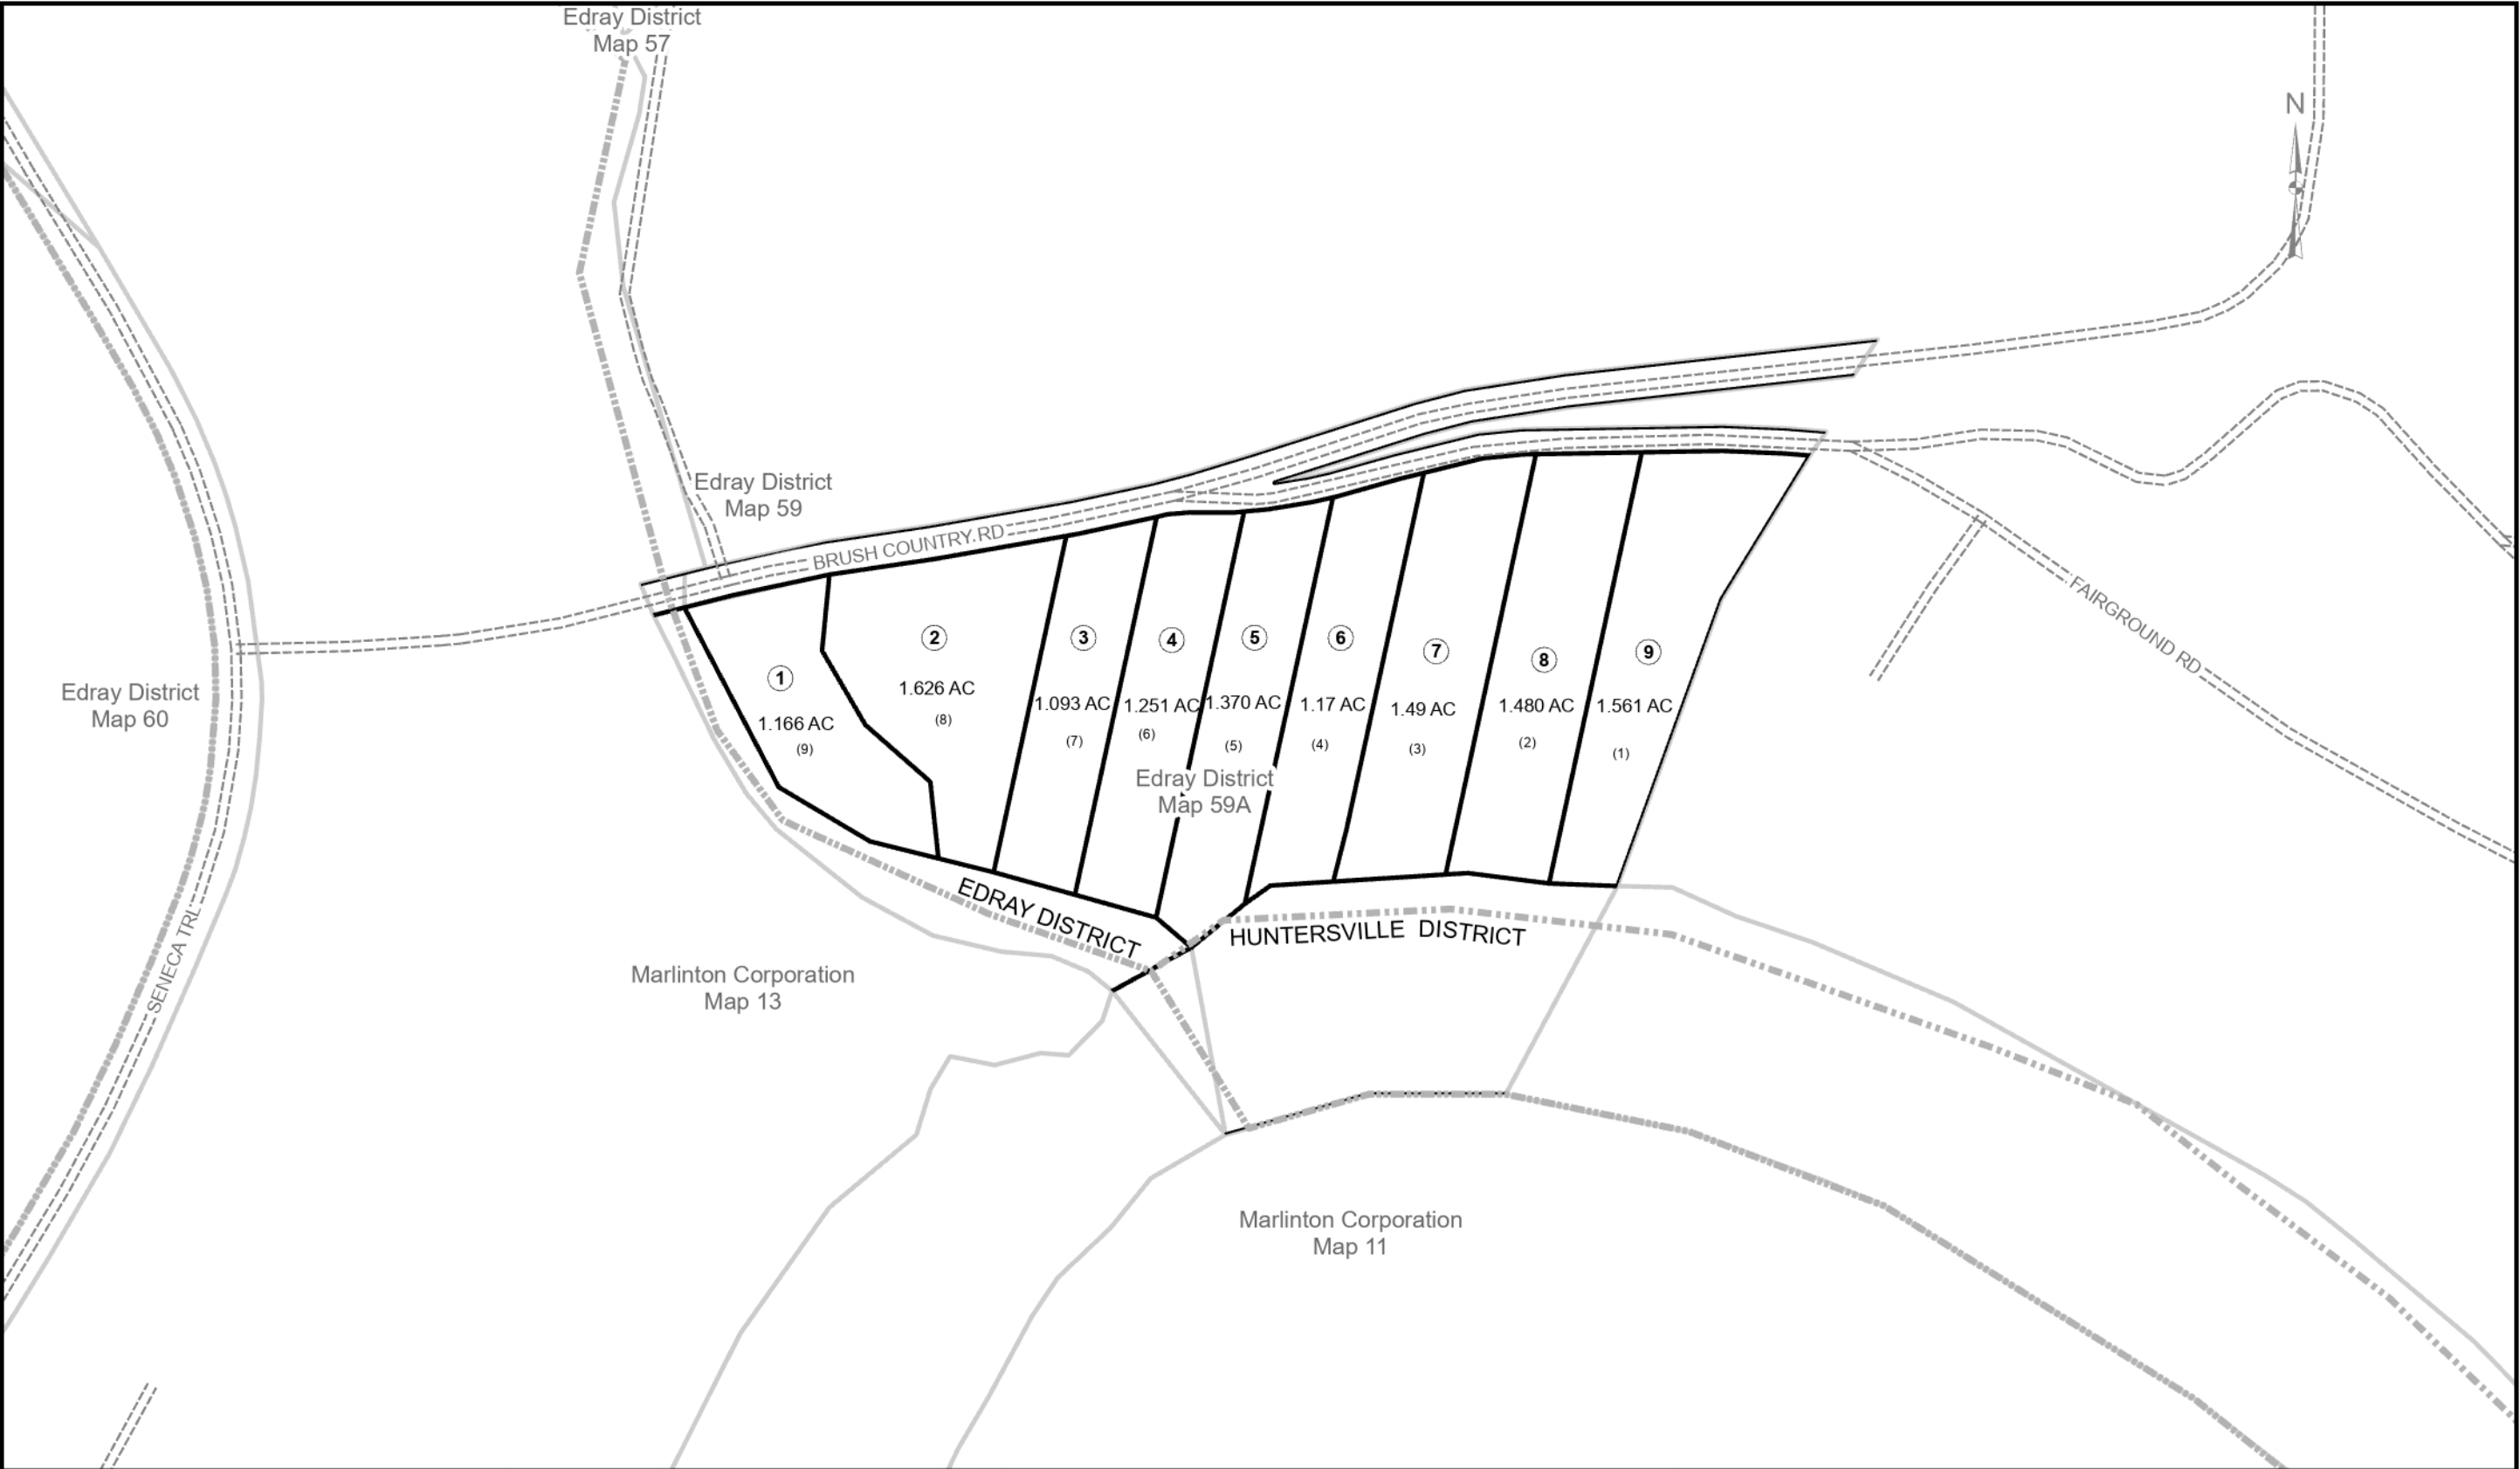 Edray District
Map 57
N
Edray District
Map 59
BRUSH COUNTRY RD
FAIRGROUND RD
Edray District
Map 60
SENECA TRL
1
1.166 AC
(9)
2
1.626 AC
(8)
3
1.093 AC
(7)
4
1.251 AC
(6)
5
1.370 AC
(5)
6
1.17 AC
(4)
7
1.49 AC
(3)
8
1.480 AC
(2)
9
1.561 AC
(1)
Edray District
Map 59A
EDRAY DISTRICT
HUNTERSVILLE DISTRICT
Marlinton Corporation
Map 13
Marlinton Corporation
Map 11